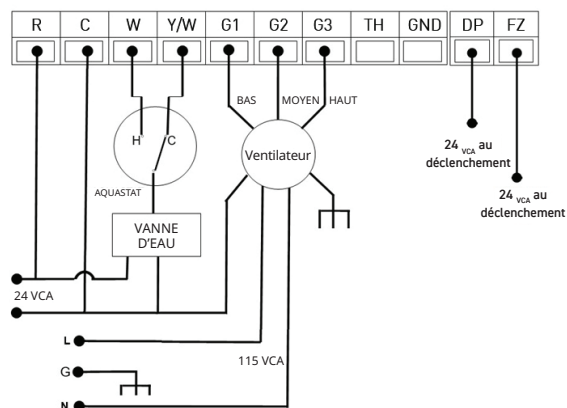 R C W Y/W G1 G2 G3 TH GND DP FZ
BAS MOYEN HAUT
H C
Ventilateur
24 VCA au
déclenchement
AQUASTAT
24 VCA au
déclenchement
VANNE
D'EAU
24 VCA
L
115 VCA
G
N